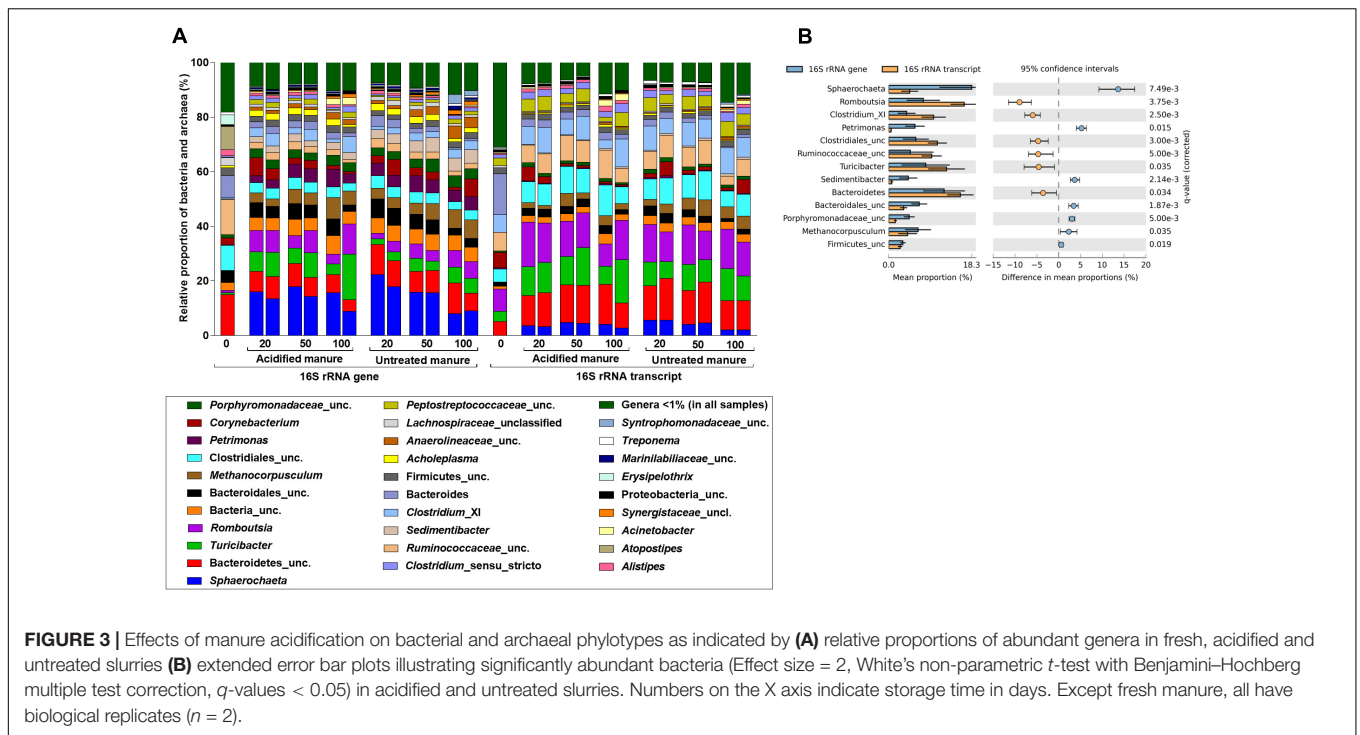 A
Relative proportion of bacteria and archaea (%)
100
80
60
40
20
0
0 20 50 100 20 50 100 0 20 50 100 20 50 100
Acidified manure Untreated manure Acidified manure Untreated manure
16S rRNA gene 16S rRNA transcript
Porphyromonadaceae_unc. Peptostreptococcaceae_unc. Genera <1% (in all samples)
Corynebacterium Lachnospiraceae_unclassified Syntrophomonadaceae_unc.
Petrimonas Anaerolineaceae_unc. Treponema
Clostridiales_unc. Acholeplasma Marinilabiliaceae_unc.
Methanocorpusculum Firmicutes_unc. Erysipelothrix
Bacteroidales_unc. Bacteroides Proteobacteria_unc.
Bacteria_unc. Clostridium_XI Synergistaceae_uncl.
Romboutsia Sedimentibacter Acinetobacter
Turicibacter Ruminococcaceae_unc. Atopostipes
Bacteroidetes_unc. Clostridium_sensu_stricto Alistipes
Sphaerochaeta
B
16S rRNA gene
16S rRNA transcript
95% confidence intervals
Sphaerochaeta 7.49e-3
Romboutsia 3.75e-3
Clostridium_XI 2.50e-3
Petrimonas 0.015
Clostridiales_unc 3.00e-3
Ruminococcaceae_unc 5.00e-3
Turicibacter 0.035
Sedimentibacter 2.14e-3
Bacteroidetes 0.034
Bacteroidales_unc 1.87e-3
Porphyromonadaceae_unc 5.00e-3
Methanocorpusculum 0.035
Firmicutes_unc 0.019
q-value (corrected)
0.0 18.3 −15 −10 −5 0 5 10 15 20
Mean proportion (%) Difference in mean proportions (%)
FIGURE 3 | Effects of manure acidification on bacterial and archaeal phylotypes as indicated by (A) relative proportions of abundant genera in fresh, acidified and
untreated slurries (B) extended error bar plots illustrating significantly abundant bacteria (Effect size = 2, White's non-parametric t-test with Benjamini–Hochberg
multiple test correction, q-values < 0.05) in acidified and untreated slurries. Numbers on the X axis indicate storage time in days. Except fresh manure, all have
biological replicates (n = 2).